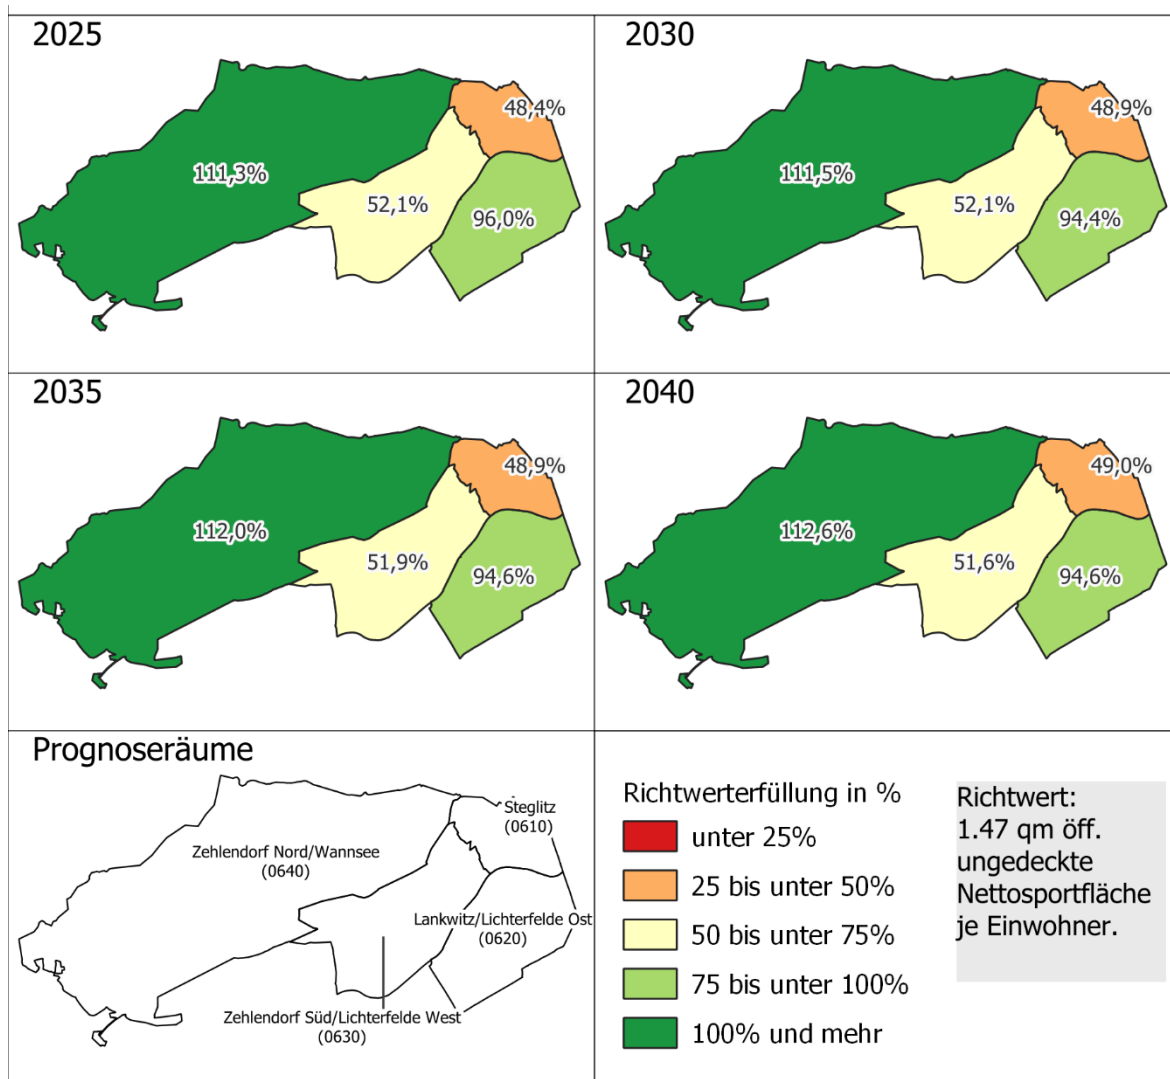 2025
48,4%
111,3%
52,1%
96,0%
2030
48,9%
111,5%
52,1%
94,4%
2035
48,9%
112,0%
51,9%
94,6%
2040
49,0%
112,6%
51,6%
94,6%
Prognoseräume
Steglitz
(0610)
Zehlendorf Nord/Wannsee
(0640)
Lankwitz/Lichterfelde Ost
(0620)
Zehlendorf Süd/Lichterfelde West
(0630)
Richtwerterfüllung in %
unter 25%
25 bis unter 50%
50 bis unter 75%
75 bis unter 100%
100% und mehr
Richtwert:
1.47 qm öff.
ungedeckte
Nettosportfläche
je Einwohner.